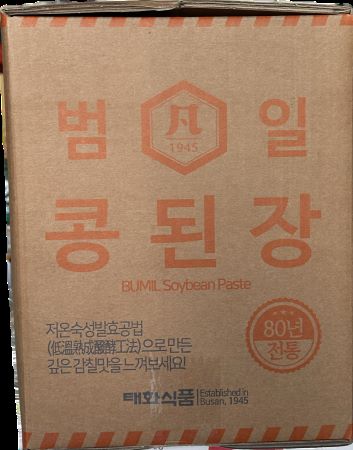 범 凡 일
1945
콩된장
BUMIL Soybean Paste
저온숙성발효공법
(低溫熟成醱酵工法)으로 만든
깊은 감칠맛을 느껴보세요!
80년
전통
태화식품 Established in
Busan, 1945